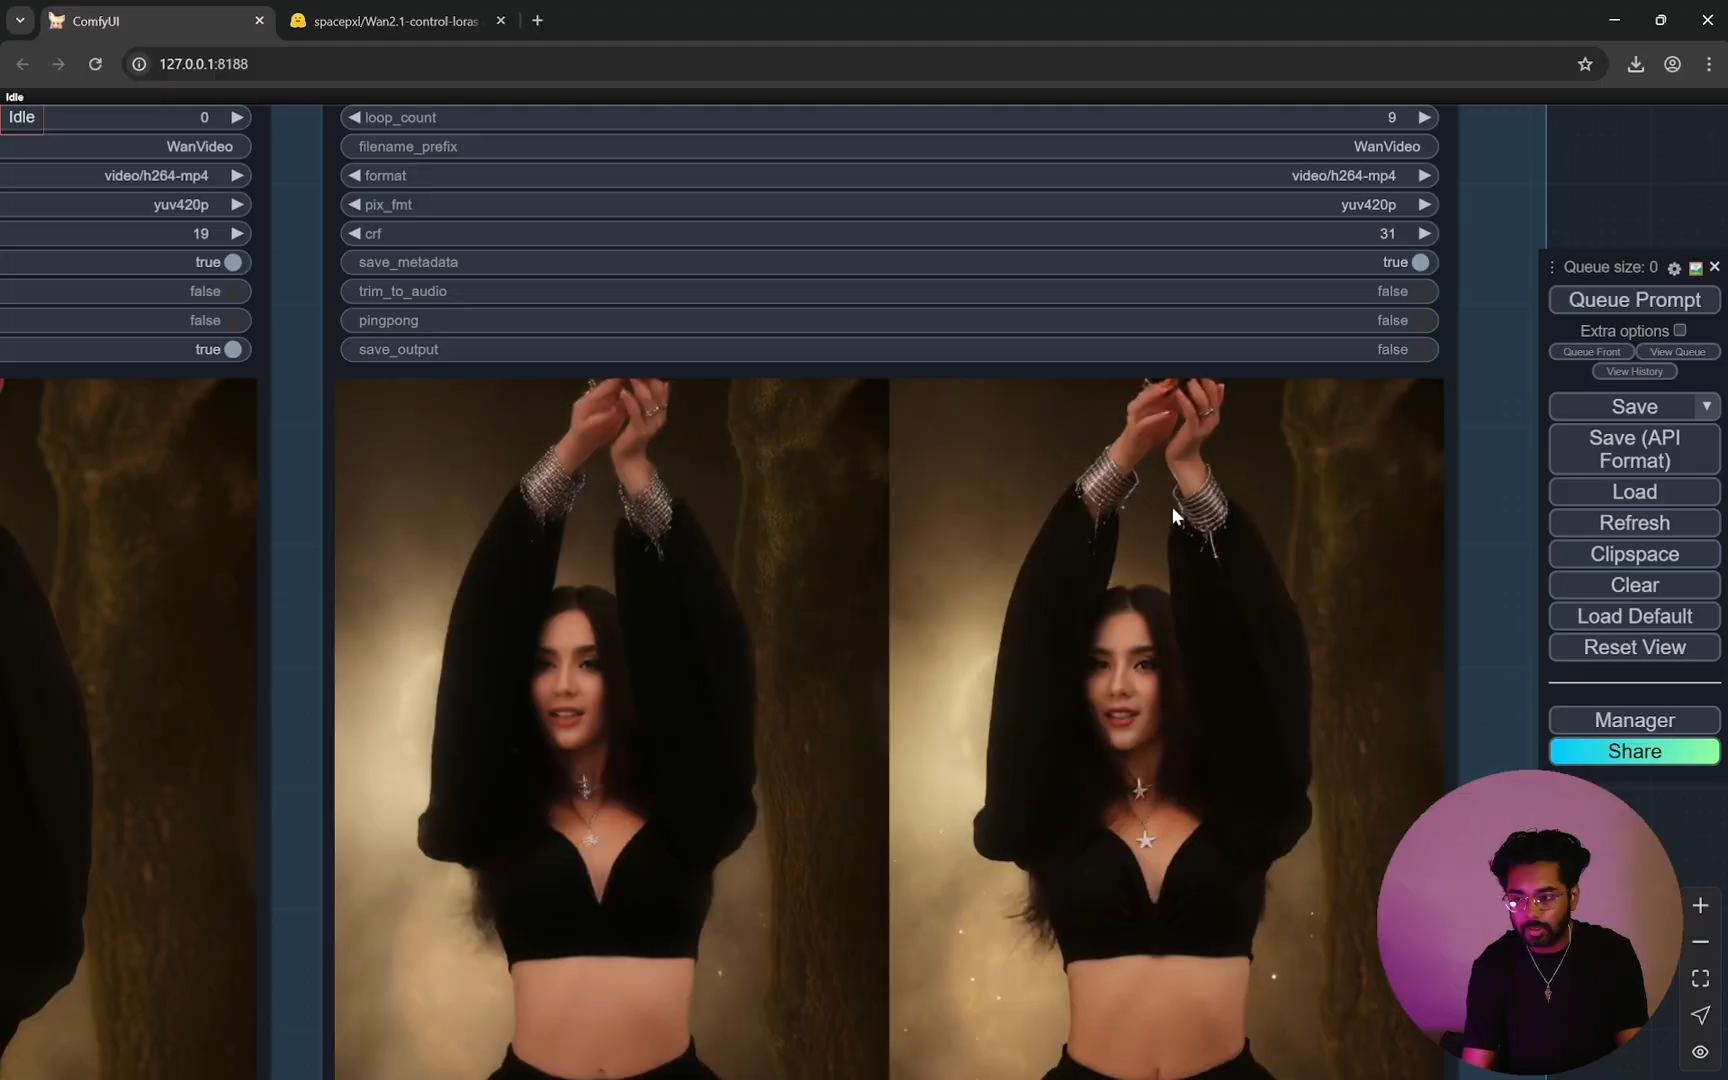 ComfyUI
spacepxl/Wan2.1-control-loras
127.0.0.1:8188
Idle
Idle
0
WanVideo
video/h264-mp4
yuv420p
19
true
false
false
true
loop_count 9
filename_prefix WanVideo
format video/h264-mp4
pix_fmt yuv420p
crf 31
save_metadata true
trim_to_audio false
pingpong false
save_output false
Queue size: 0
Queue Prompt
Extra options
Queue Front View Queue
View History
Save
Save (API
Format)
Load
Refresh
Clipspace
Clear
Load Default
Reset View
Manager
Share